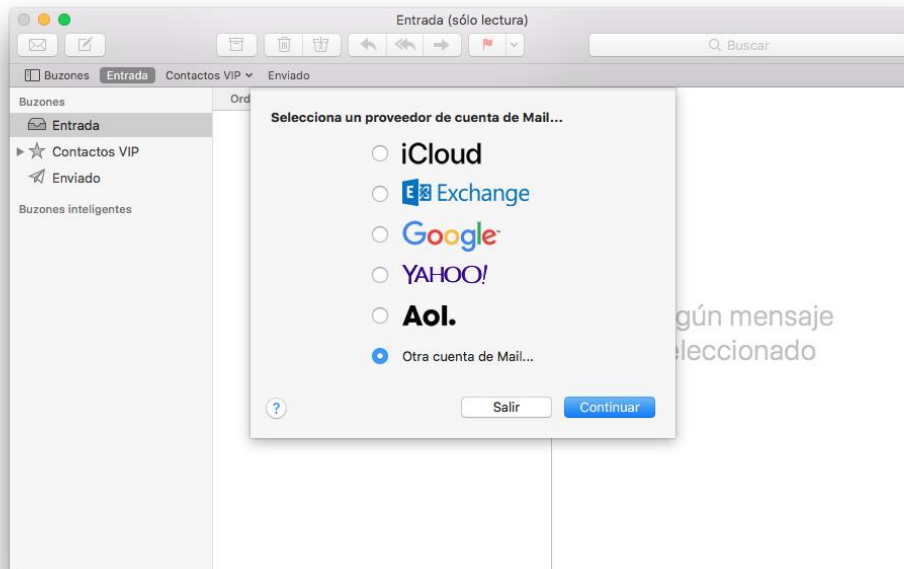 Entrada (sólo lectura)
Buscar
Buzones Entrada Contactos VIP Enviado
Buzones
Entrada
Contactos VIP
Enviado
Buzones inteligentes
Ord
Selecciona un proveedor de cuenta de Mail...
iCloud
E Exchange
Google
YAHOO!
Aol.
Otra cuenta de Mail...
? Salir Continuar
gún mensaje
leccionado